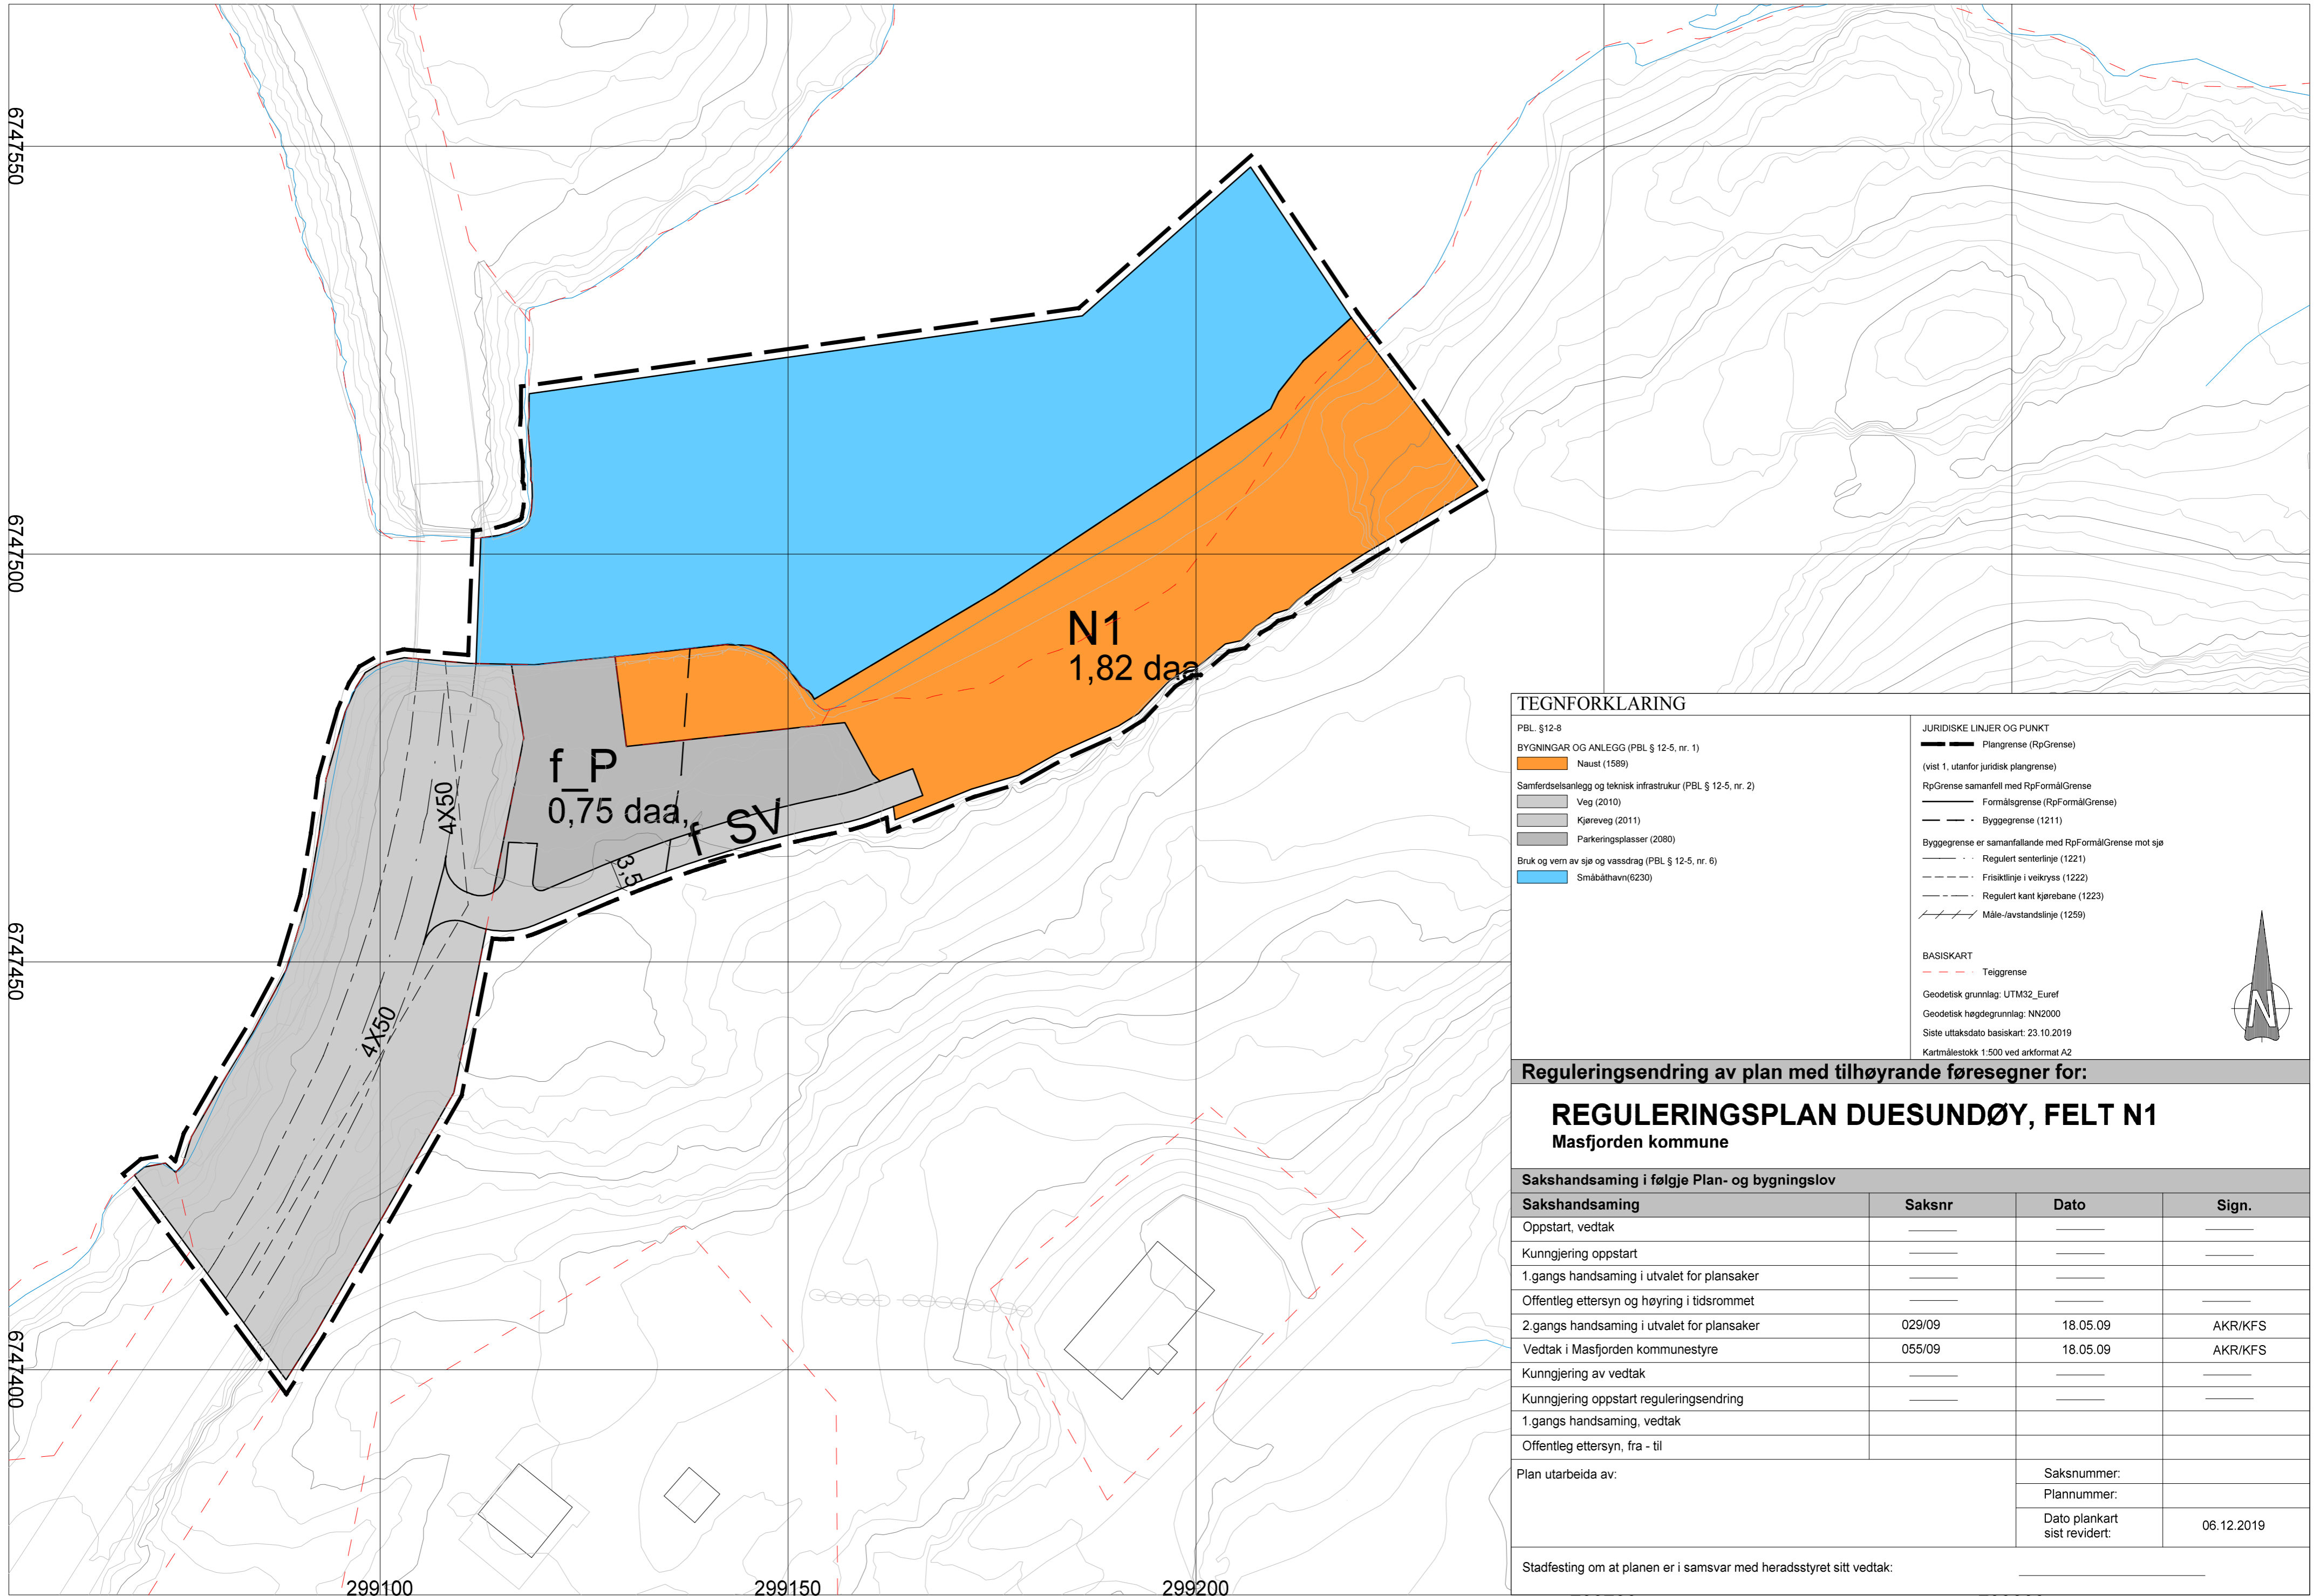 6747550
6747500
6747450
6747400
299100
299150
299200
N1
1,82 daa
f_P
0,75 daa,
f SV
3,5
4X50
4X50
TEGNFORKLARING
PBL. §12-8
BYGNINGAR OG ANLEGG (PBL § 12-5, nr. 1)
Naust (1589)
Samferdselsanlegg og teknisk infrastrukur (PBL § 12-5, nr. 2)
Veg (2010)
Kjøreveg (2011)
Parkeringsplasser (2080)
Bruk og vern av sjø og vassdrag (PBL § 12-5, nr. 6)
Småbåthavn(6230)
JURIDISKE LINJER OG PUNKT
Plangrense (RpGrense)
(vist 1, utanfor juridisk plangrense)
RpGrense samanfell med RpFormålGrense
Formålsgrense (RpFormålGrense)
Byggegrense (1211)
Byggegrense er samanfallande med RpFormålGrense mot sjø
Regulert senterlinje (1221)
Frisiktlinje i veikryss (1222)
Regulert kant kjørebane (1223)
Måle-/avstandslinje (1259)
BASISKART
Teiggrense
Geodetisk grunnlag: UTM32_Euref
Geodetisk høgdegrunnlag: NN2000
Siste uttaksdato basiskart: 23.10.2019
Kartmålestokk 1:500 ved arkformat A2
N
Reguleringsendring av plan med tilhøyrande føresegner for:
REGULERINGSPLAN DUESUNDØY, FELT N1
Masfjorden kommune
Sakshandsaming i følgje Plan- og bygningslov
Sakshandsaming Saksnr Dato Sign.
Oppstart, vedtak
Kunngjering oppstart
1.gangs handsaming i utvalet for plansaker
Offentleg ettersyn og høyring i tidsrommet
2.gangs handsaming i utvalet for plansaker 029/09 18.05.09 AKR/KFS
Vedtak i Masfjorden kommunestyre 055/09 18.05.09 AKR/KFS
Kunngjering av vedtak
Kunngjering oppstart reguleringsendring
1.gangs handsaming, vedtak
Offentleg ettersyn, fra - til
Plan utarbeida av:
Saksnummer:
Plannummer:
Dato plankart
sist revidert: 06.12.2019
Stadfesting om at planen er i samsvar med heradsstyret sitt vedtak: